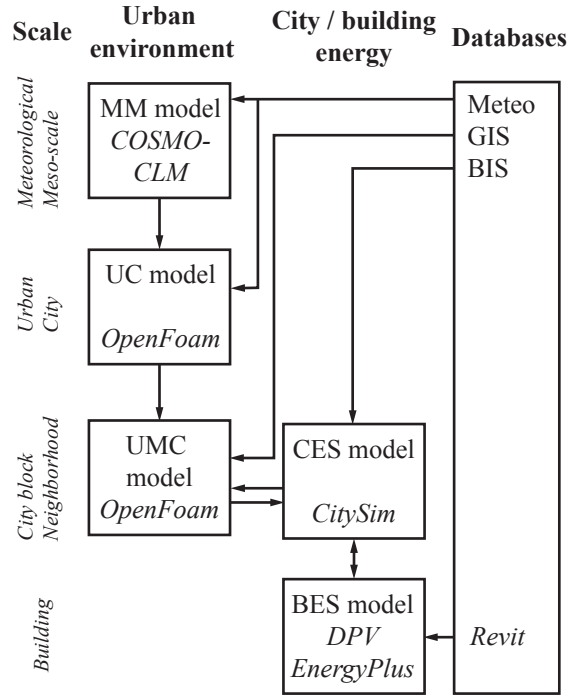 Scale
Urban
environment
City / building
energy
Databases
Meteorological
Meso-scale
MM model
COSMO-
CLM
Meteo
GIS
BIS
Urban
City
UC model
OpenFoam
City block
Neighborhood
UMC
model
OpenFoam
CES model
CitySim
Building
BES model
DPV
EnergyPlus
Revit